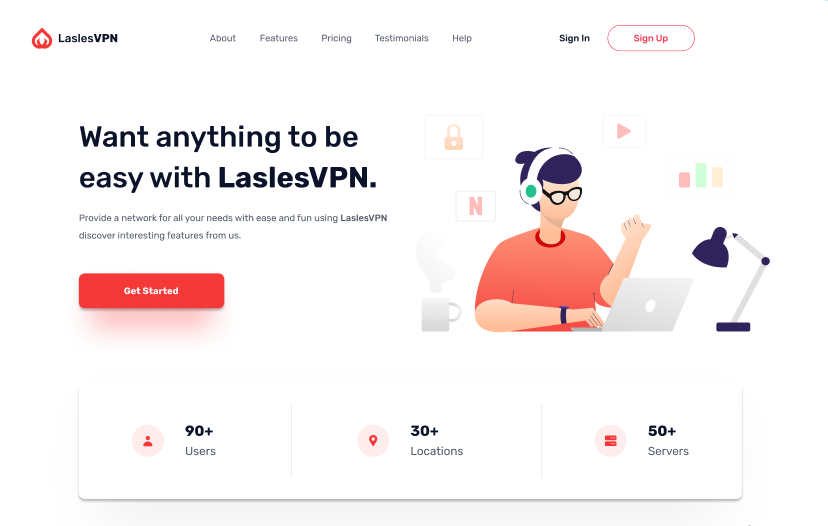 LaslesVPN
About
Features
Pricing
Testimonials
Help
Sign In
Sign Up
Want anything to be
easy with LaslesVPN.
Provide a network for all your needs with ease and fun using LaslesVPN
discover interesting features from us.
Get Started
N
90+
Users
30+
Locations
50+
Servers